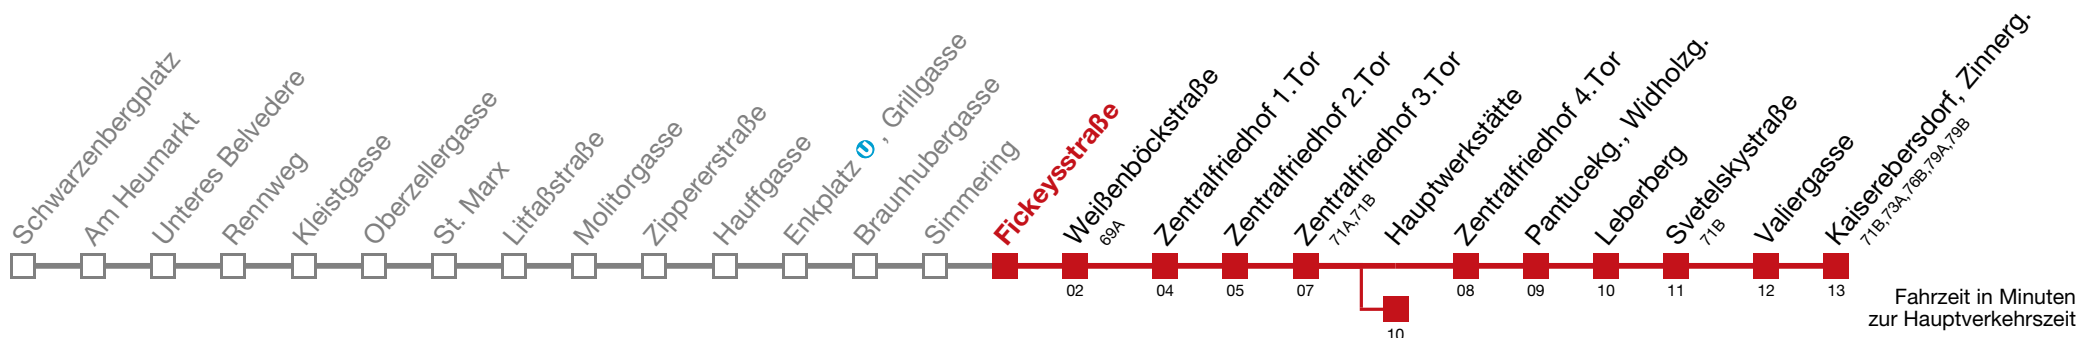 Schwarzenbergplatz
Am Heumarkt
Unteres Belvedere
Rennweg
Kleistgasse
Oberzellergasse
St. Marx
Litfaßstraße
Molitorgasse
Zippererstraße
Hauffgasse
Enkplatz U, Grillgasse
Braunhubergasse
Simmering
Fickeysstraße
Weißenböckstraße
69A
Zentralfriedhof 1.Tor
Zentralfriedhof 2.Tor
Zentralfriedhof 3.Tor
71A,71B
Hauptwerkstätte
Zentralfriedhof 4.Tor
Pantucekg., Widholzg.
Leberberg
Svetelskystraße
71B
Valiergasse
Kaiserebersdorf, Zinnerg.
71B,73A,76B,79A,79B
02 04 05 07 08 09 10 11 12 13
10
Fahrzeit in Minuten
zur Hauptverkehrszeit